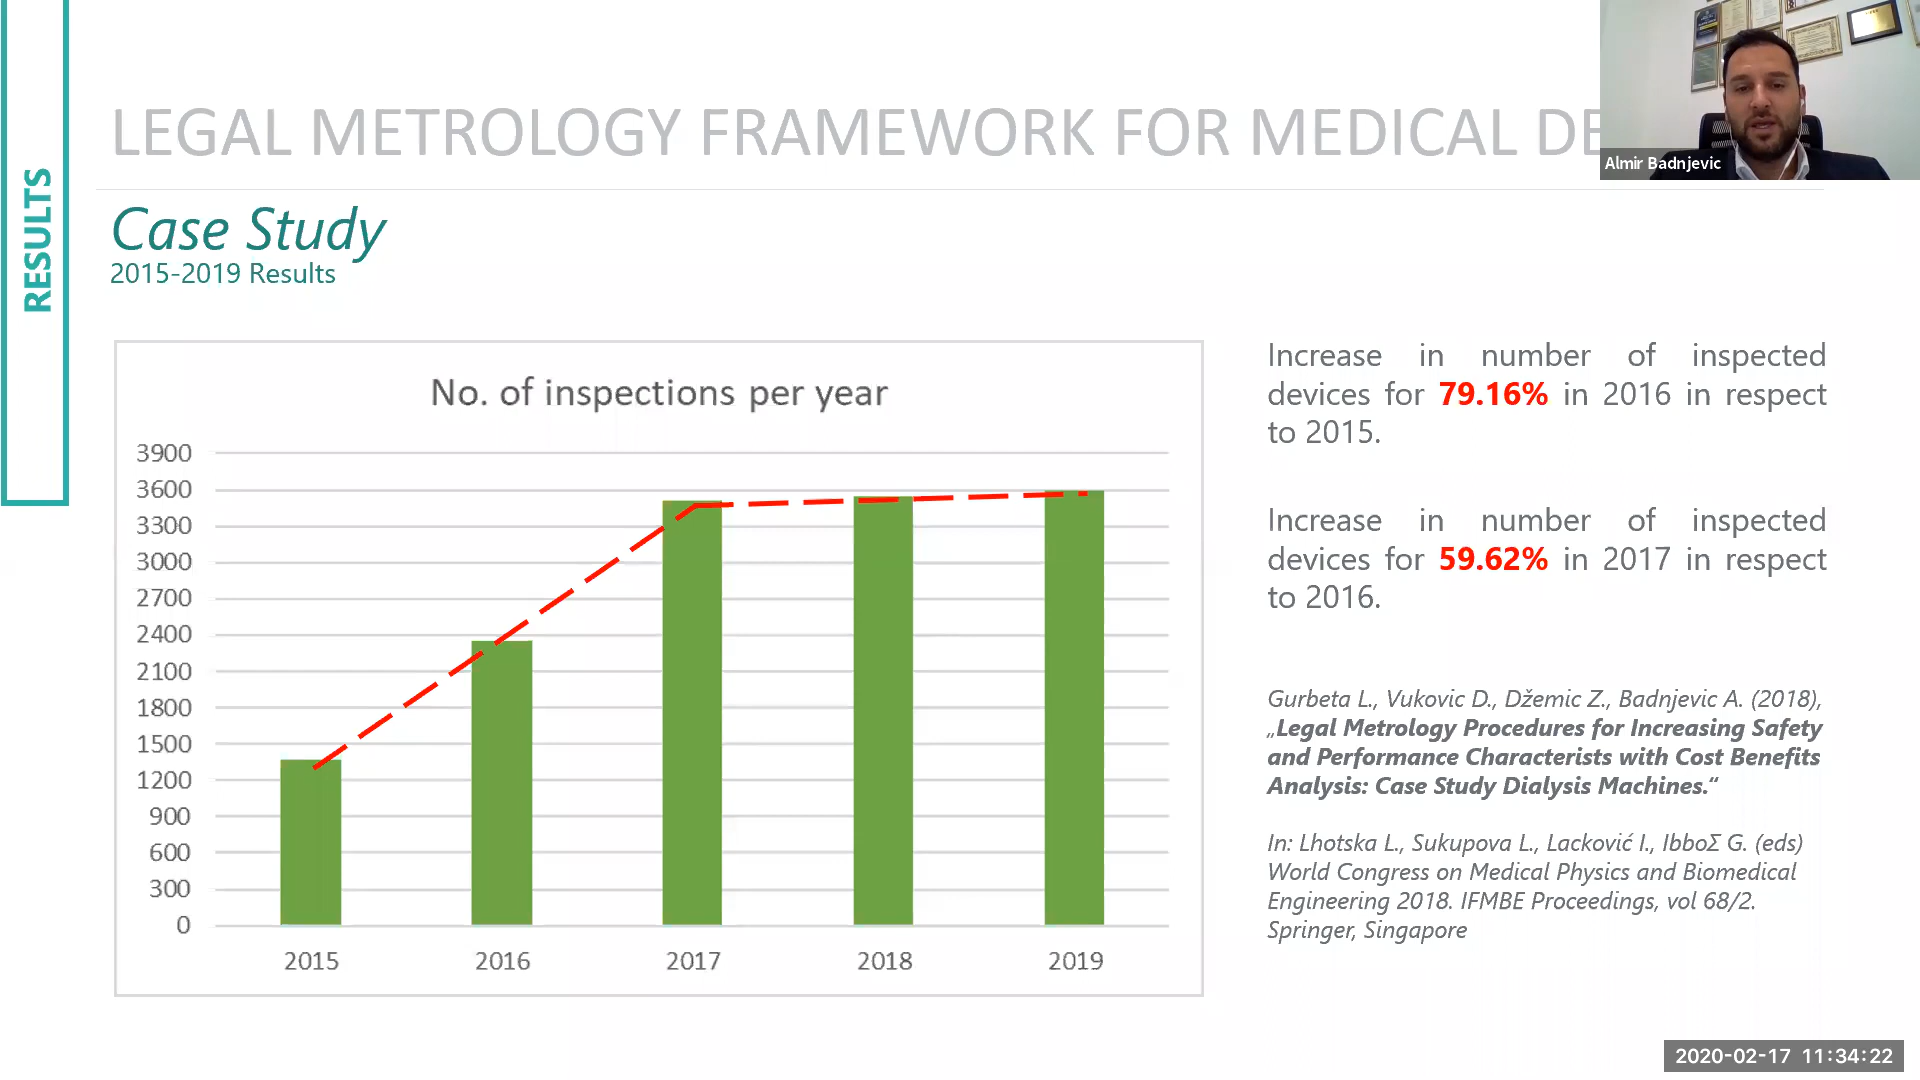 RESULTS
LEGAL METROLOGY FRAMEWORK FOR MEDICAL DE
Almir Badnjevic
Case Study
2015-2019 Results
No. of inspections per year
3900
3600
3300
3000
2700
2400
2100
1800
1500
1200
900
600
300
0
2015 2016 2017 2018 2019
Increase in number of inspected
devices for 79.16% in 2016 in respect
to 2015.
Increase in number of inspected
devices for 59.62% in 2017 in respect
to 2016.
Gurbeta L., Vukovic D., Džemic Z., Badnjevic A. (2018),
„Legal Metrology Procedures for Increasing Safety
and Performance Characterists with Cost Benefits
Analysis: Case Study Dialysis Machines.“
In: Lhotska L., Sukupova L., Lacković I., IbboΣ G. (eds)
World Congress on Medical Physics and Biomedical
Engineering 2018. IFMBE Proceedings, vol 68/2.
Springer, Singapore
2020-02-17 11:34:22